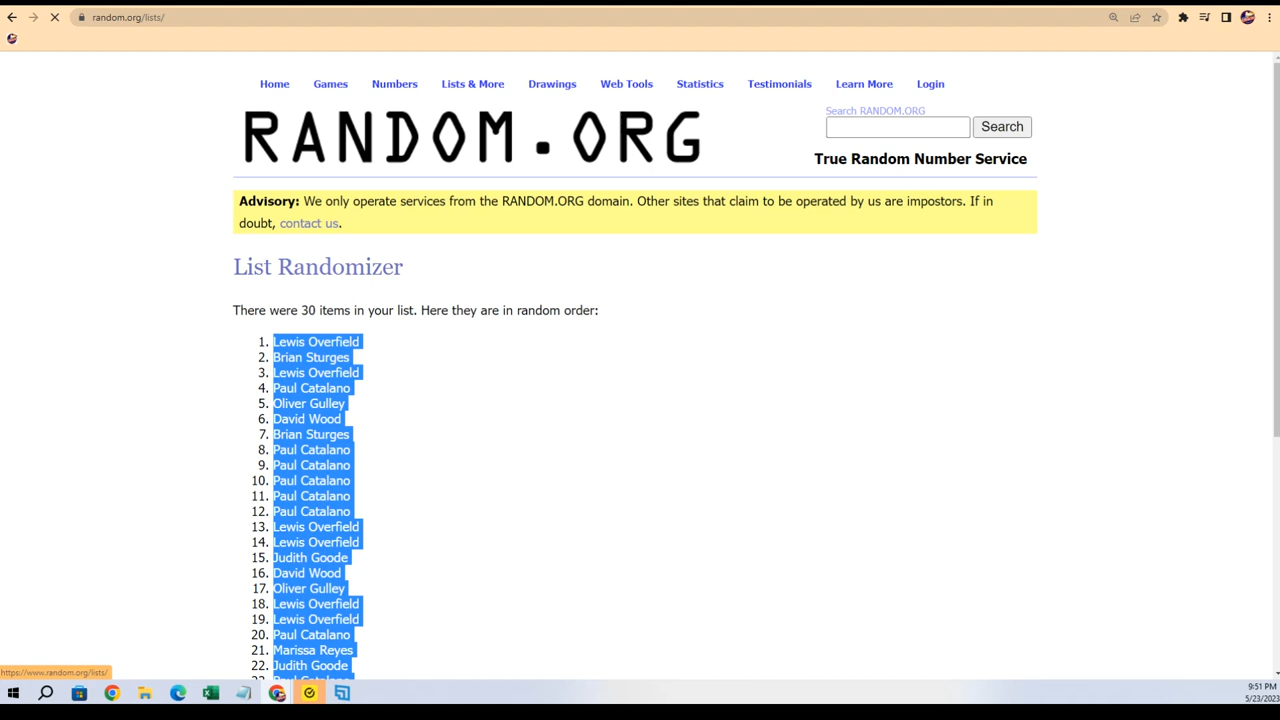 random.org/lists/
Home Games Numbers Lists & More Drawings Web Tools Statistics Testimonials Learn More Login
RANDOM.ORG
Search RANDOM.ORG
Search
True Random Number Service
Advisory: We only operate services from the RANDOM.ORG domain. Other sites that claim to be operated by us are impostors. If in
doubt, contact us.
List Randomizer
There were 30 items in your list. Here they are in random order:
1. Lewis Overfield
2. Brian Sturges
3. Lewis Overfield
4. Paul Catalano
5. Oliver Gulley
6. David Wood
7. Brian Sturges
8. Paul Catalano
9. Paul Catalano
10. Paul Catalano
11. Paul Catalano
12. Paul Catalano
13. Lewis Overfield
14. Lewis Overfield
15. Judith Goode
16. David Wood
17. Oliver Gulley
18. Lewis Overfield
19. Lewis Overfield
20. Paul Catalano
21. Marissa Reyes
22. Judith Goode
https://www.random.org/lists/
9:51 PM
5/23/2023